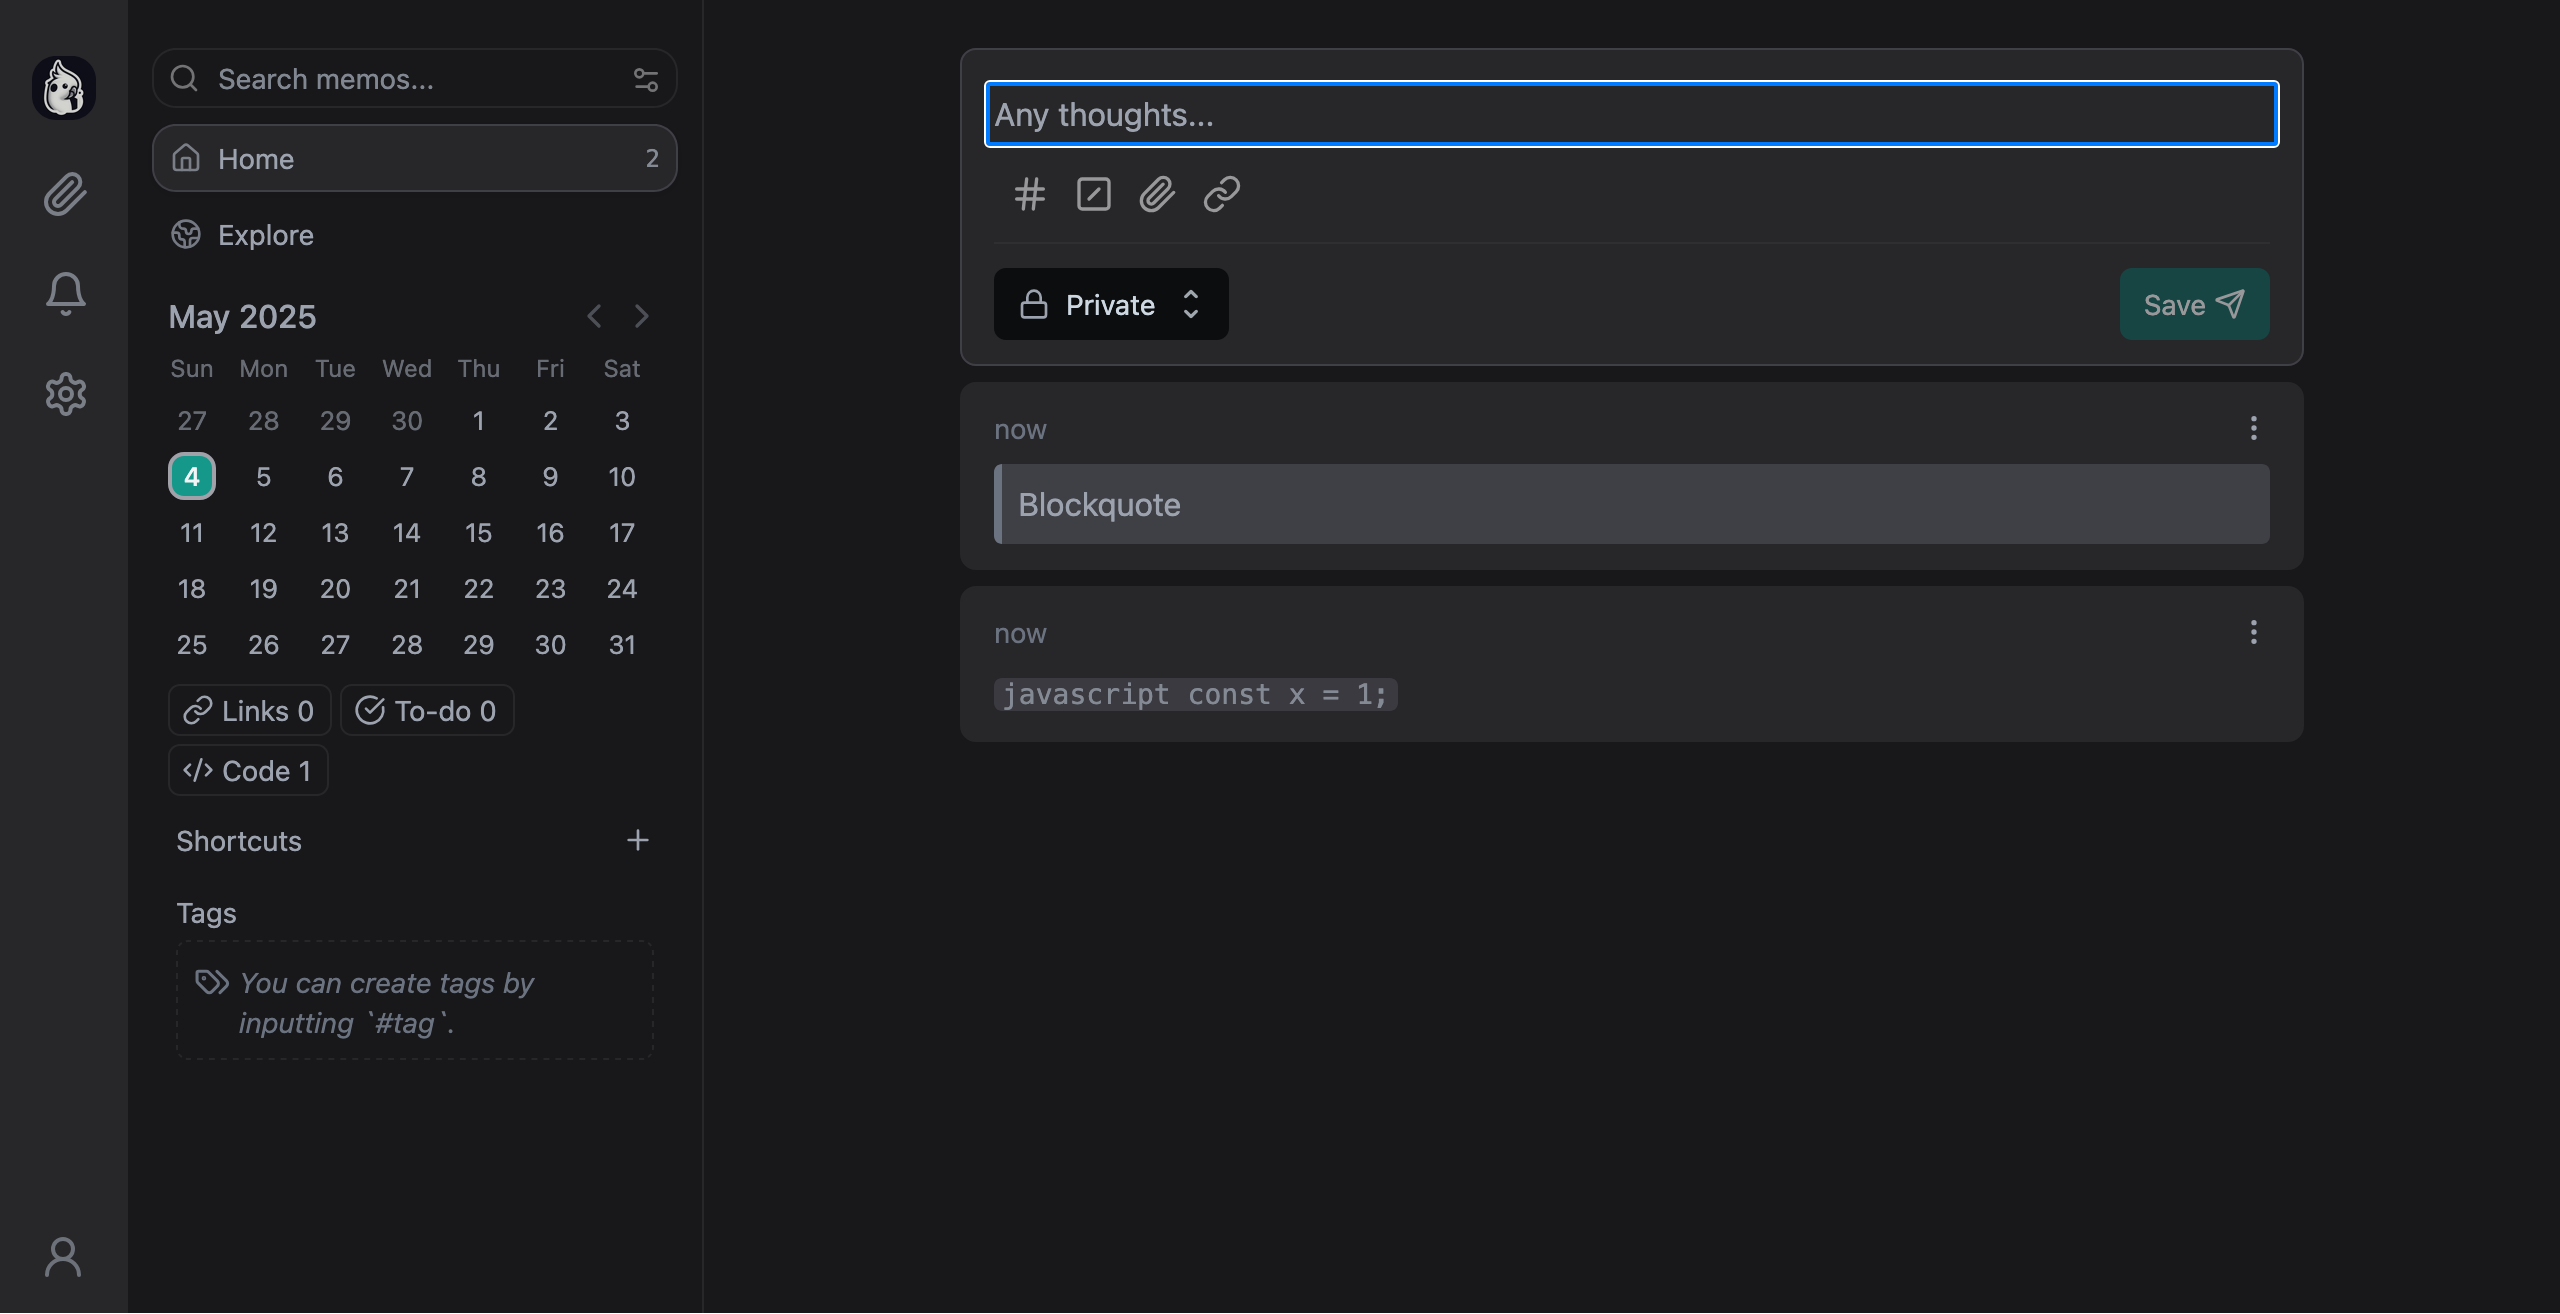 Search memos...
Home 2
Explore
May 2025
Sun Mon Tue Wed Thu Fri Sat
27 28 29 30 1 2 3
4 5 6 7 8 9 10
11 12 13 14 15 16 17
18 19 20 21 22 23 24
25 26 27 28 29 30 31
Links 0 To-do 0
Code 1
Shortcuts
Tags
You can create tags by
inputting `#tag`.
Any thoughts...
Private Save
now
Blockquote
now
javascript const x = 1;